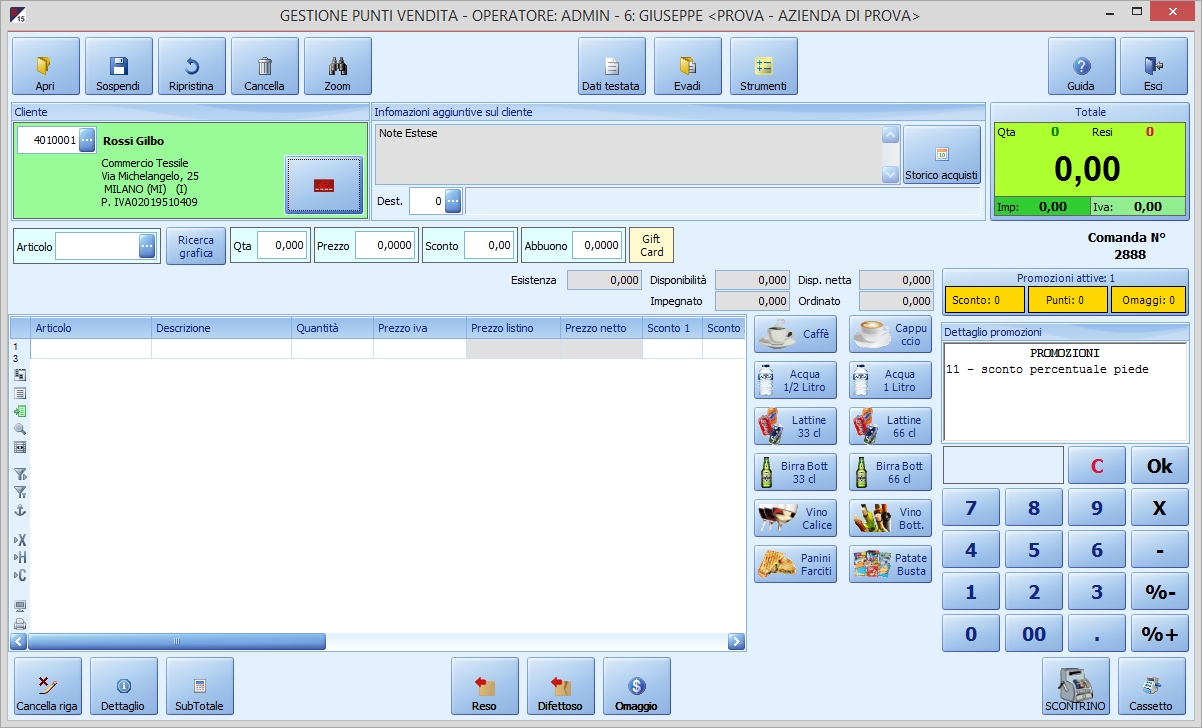 15
GESTIONE PUNTI VENDITA - OPERATORE: ADMIN - 6: GIUSEPPE <PROVA - AZIENDA DI PROVA>
Apri
Sospendi
Ripristina
Cancella
Zoom
Dati testata
Evadi
Strumenti
Guida
Esci
Cliente
4010001
Rossi Gilbo
Commercio Tessile
Via Michelangelo, 25
MILANO (MI) (I)
P. IVA02019510409
Infomazioni aggiuntive sul cliente
Note Estese
Storico acquisti
Dest. 0
Totale
Qta 0 Resi 0
0,00
Imp: 0,00 Iva: 0,00
Articolo
Ricerca
grafica
Qta 0,000
Prezzo 0,0000
Sconto 0,00
Abbuono 0,0000
Gift
Card
Comanda N°
2888
Esistenza 0,000 Disponibilità 0,000 Disp. netta 0,000
Impegnato 0,000 Ordinato 0,000
Promozioni attive: 1
Sconto: 0 Punti: 0 Omaggi: 0
Articolo Descrizione Quantità Prezzo iva Prezzo listino Prezzo netto Sconto 1 Sconto
1
3
X
H
C
Caffè
Cappu
ccio
Acqua
1/2 Litro
Acqua
1 Litro
Lattine
33 cl
Lattine
66 cl
Birra Bott
33 cl
Birra Bott
66 cl
Vino
Calice
Vino
Bott.
Panini
Farciti
Patate
Busta
Dettaglio promozioni
PROMOZIONI
11 - sconto percentuale piede
C Ok
7 8 9 X
4 5 6 -
1 2 3 %-
0 00 . %+
Cancella riga
Dettaglio
SubTotale
Reso
Difettoso
Omaggio
SCONTRINO
Cassetto